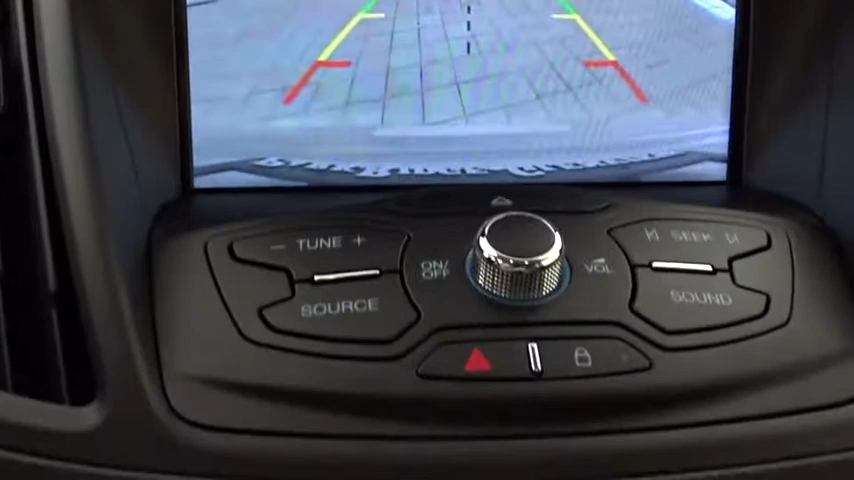 - TUNE +
SOURCE
ON/
OFF
VOL
SEEK
SOUND